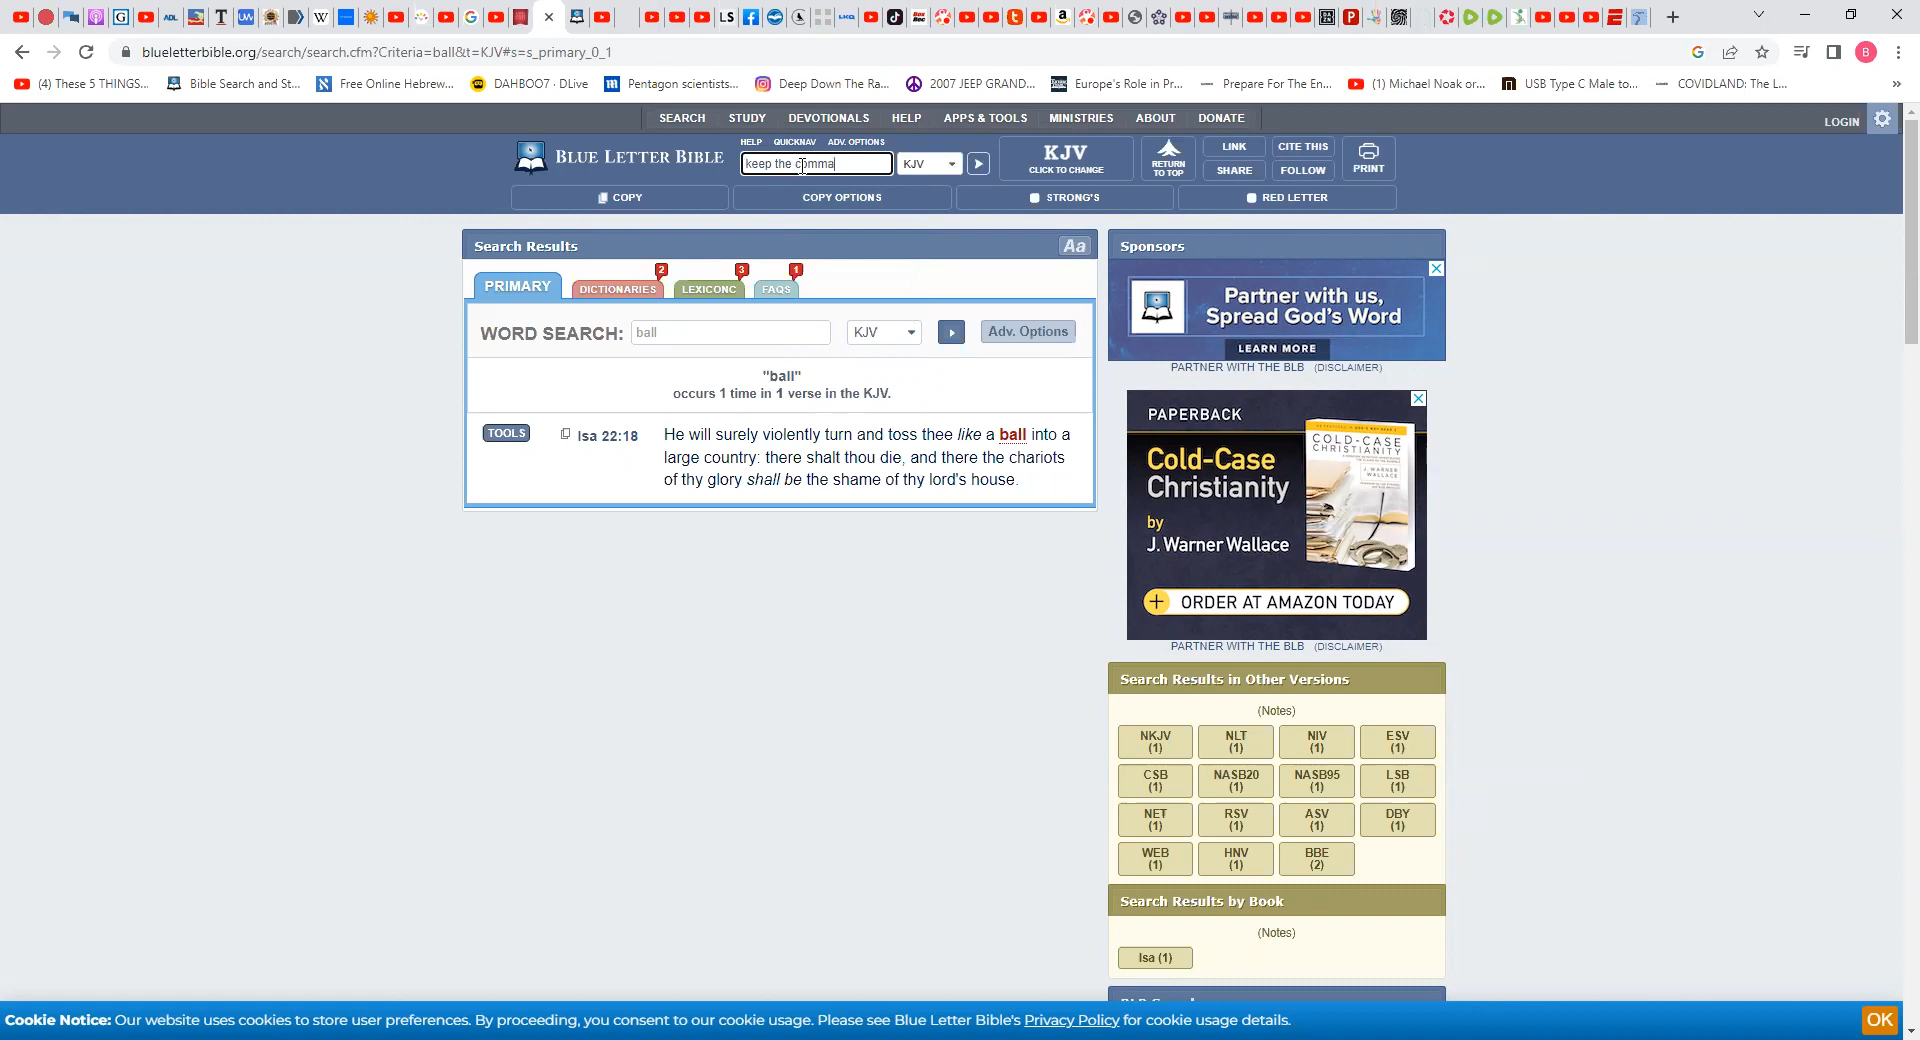 blueletterbible.org/search/search.cfm?Criteria=ball&t=KJV#s=s_primary_0_1
(4) These 5 THINGS... Bible Search and St... Free Online Hebrew... DAHBOO7 · DLive Pentagon scientists... Deep Down The Ra... 2007 JEEP GRAND... Europe's Role in Pr... Prepare For The En... (1) Michael Noak or... USB Type C Male to... COVIDLAND: The L... »
SEARCH STUDY DEVOTIONALS HELP APPS & TOOLS MINISTRIES ABOUT DONATE LOGIN
HELP QUICKNAV ADV. OPTIONS
BLUE LETTER BIBLE
keep the comma KJV
KJV
CLICK TO CHANGE
RETURN
TO TOP
LINK CITE THIS
SHARE FOLLOW
PRINT
COPY COPY OPTIONS STRONG'S RED LETTER
Search Results Aa
2 3 1
PRIMARY DICTIONARIES LEXICONC FAQS
WORD SEARCH: ball KJV Adv. Options
"ball"
occurs 1 time in 1 verse in the KJV.
TOOLS Isa 22:18 He will surely violently turn and toss thee like a ball into a
large country: there shalt thou die, and there the chariots
of thy glory shall be the shame of thy lord's house.
Sponsors
Partner with us,
Spread God's Word
LEARN MORE
PARTNER WITH THE BLB (DISCLAIMER)
PAPERBACK
Cold-Case
Christianity
by
J. Warner Wallace
COLD-CASE
CHRISTIANITY
J. WARNER WALLACE
ORDER AT AMAZON TODAY
PARTNER WITH THE BLB (DISCLAIMER)
Search Results in Other Versions
(Notes)
NKJV (1) NLT (1) NIV (1) ESV (1)
CSB (1) NASB20 (1) NASB95 (1) LSB (1)
NET (1) RSV (1) ASV (1) DBY (1)
WEB (1) HNV (1) BBE (2)
Search Results by Book
(Notes)
Isa (1)
Cookie Notice: Our website uses cookies to store user preferences. By proceeding, you consent to our cookie usage. Please see Blue Letter Bible's Privacy Policy for cookie usage details. OK